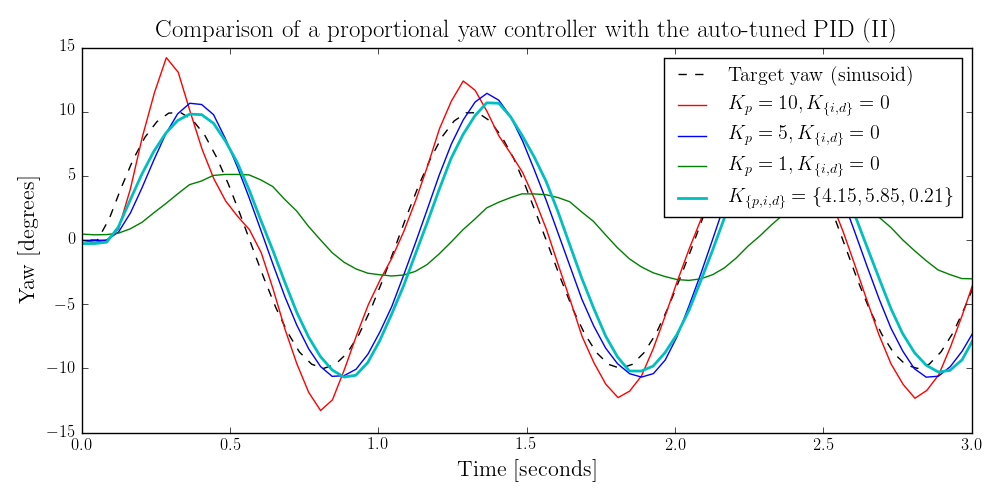 Comparison of a proportional yaw controller with the auto-tuned PID (II)
15
10
5
0
−5
−10
−15
Yaw [degrees]
Target yaw (sinusoid)
K_p = 10, K_{i,d} = 0
K_p = 5, K_{i,d} = 0
K_p = 1, K_{i,d} = 0
K_{p,i,d} = {4.15, 5.85, 0.21}
0.0 0.5 1.0 1.5 2.0 2.5 3.0
Time [seconds]